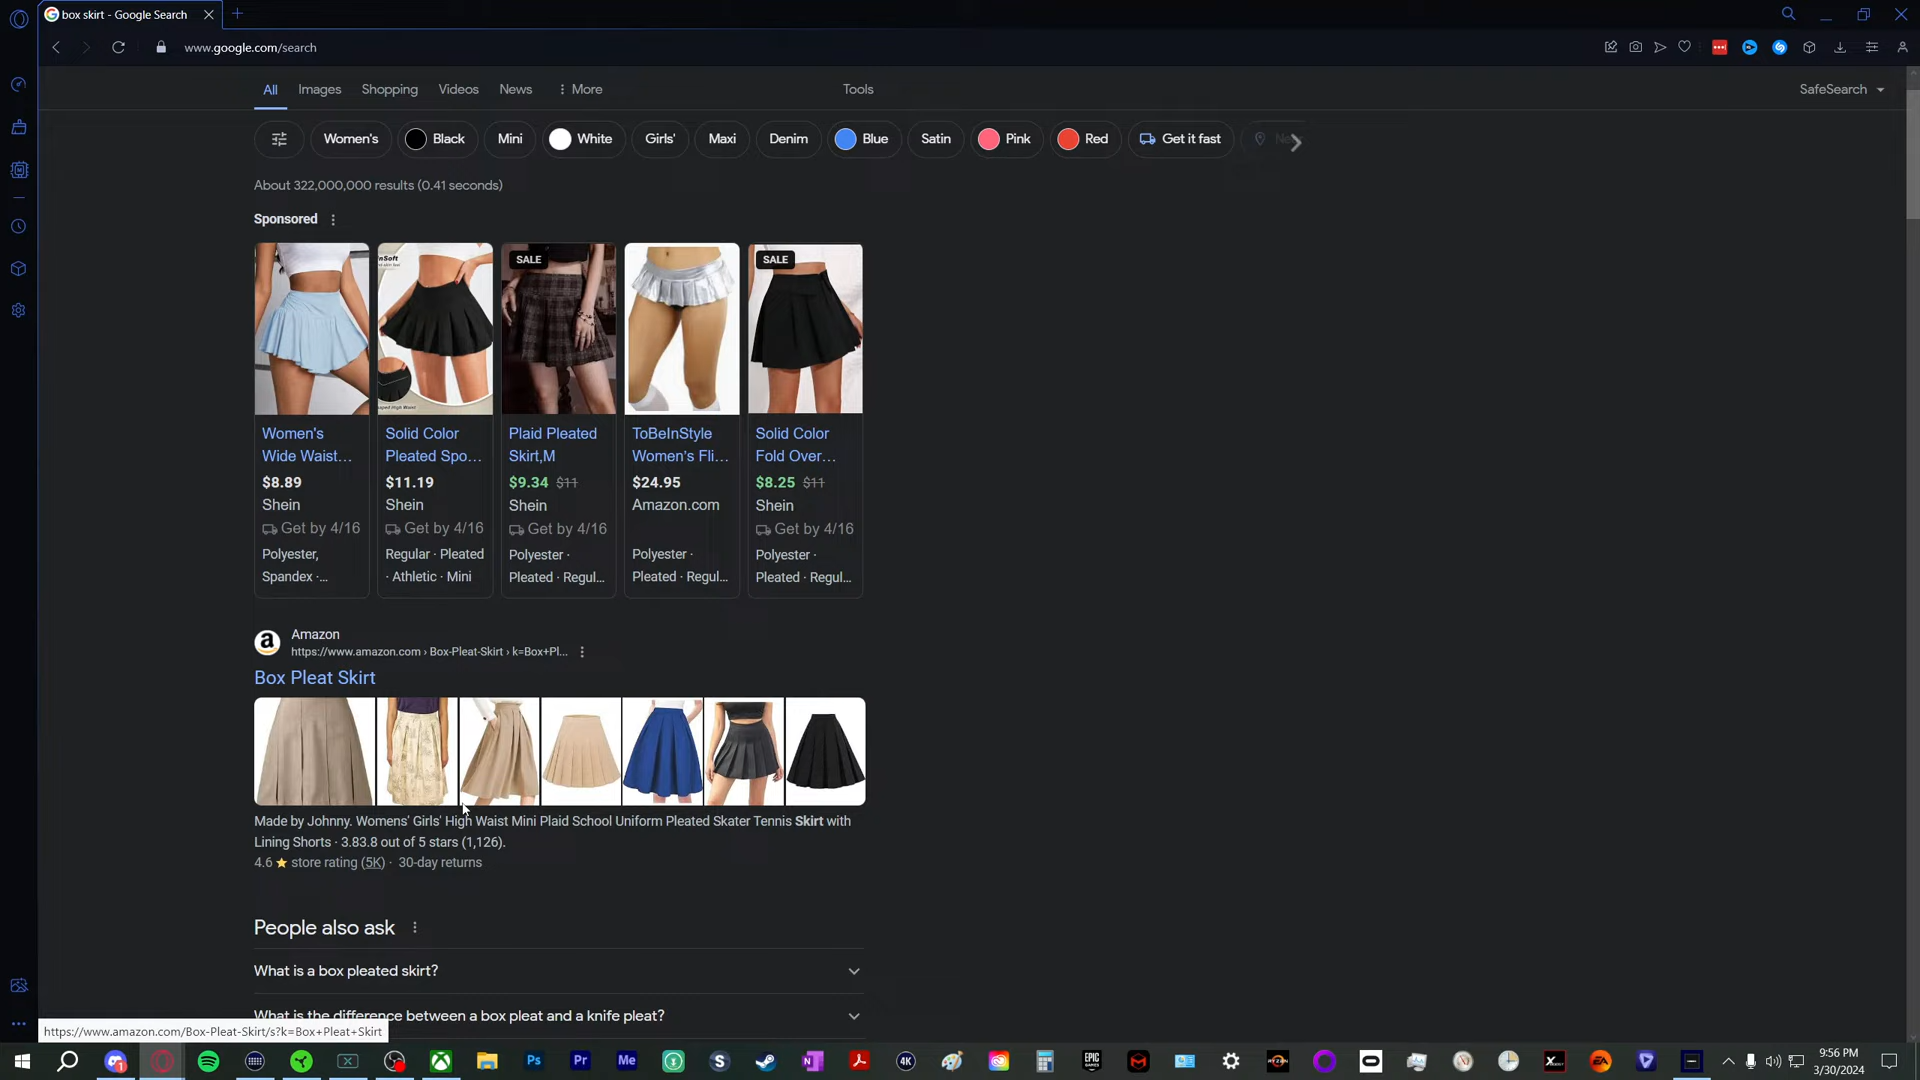 box skirt - Google Search
www.google.com/search
All Images Shopping Videos News More Tools SafeSearch
Women's Black Mini White Girls' Maxi Denim Blue Satin Pink Red Get it fast
About 322,000,000 results (0.41 seconds)
Sponsored
InSoft
SALE
SALE
Women's
Wide Waist...
$8.89
Shein
Get by 4/16
Polyester,
Spandex ·...
Solid Color
Pleated Spo...
$11.19
Shein
Get by 4/16
Regular · Pleated
· Athletic · Mini
Plaid Pleated
Skirt,M
$9.34 $11
Shein
Get by 4/16
Polyester ·
Pleated · Regul...
ToBeInStyle
Women's Fli...
$24.95
Amazon.com
Polyester ·
Pleated · Regul...
Solid Color
Fold Over...
$8.25 $11
Shein
Get by 4/16
Polyester ·
Pleated · Regul...
Amazon
https://www.amazon.com › Box-Pleat-Skirt › k=Box+Pl...
Box Pleat Skirt
Made by Johnny. Womens' Girls' High Waist Mini Plaid School Uniform Pleated Skater Tennis Skirt with
Lining Shorts · 3.83.8 out of 5 stars (1,126).
4.6 store rating (5K) · 30-day returns
People also ask
What is a box pleated skirt?
What is the difference between a box pleat and a knife pleat?
https://www.amazon.com/Box-Pleat-Skirt/s?k=Box+Pleat+Skirt
Ps Pr Me S N 4K EPIC GAMES RYZEN EA
9:56 PM
3/30/2024